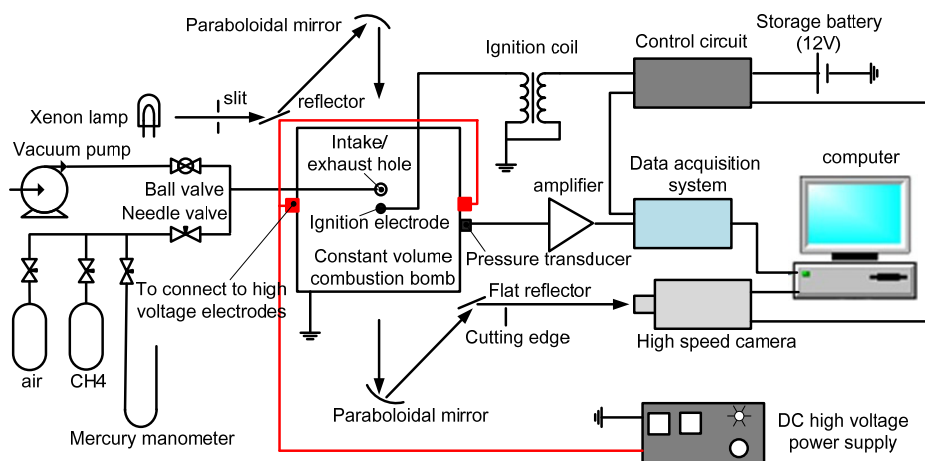 Paraboloidal mirror
Ignition coil
Control circuit
Storage battery
(12V)
slit
reflector
Xenon lamp
Vacuum pump
Ball valve
Needle valve
Intake/
exhaust hole
Ignition electrode
Constant volume
combustion bomb
amplifier
Data acquisition
system
computer
Pressure transducer
To connect to high
voltage electrodes
Flat reflector
Cutting edge
High speed camera
air
CH4
Mercury manometer
Paraboloidal mirror
DC high voltage
power supply